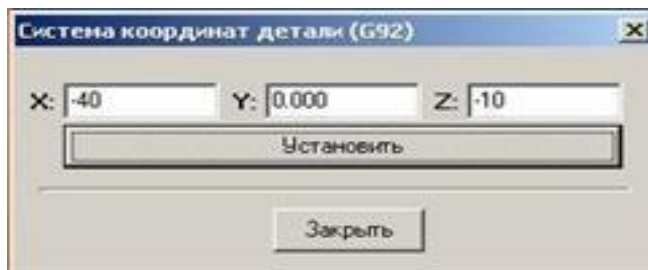 Система координат детали (G92)
X: -40 Y: 0.000 Z: -10
Установить
Закрыть